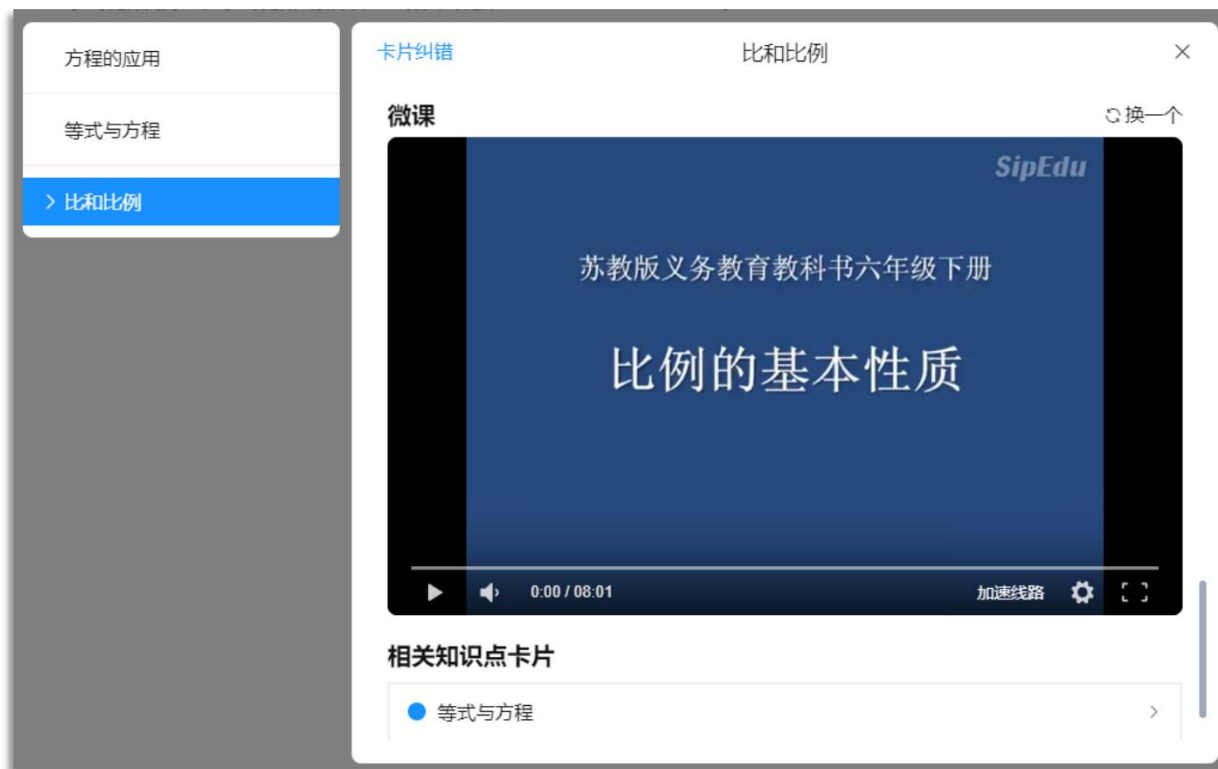 方程的应用
等式与方程
比和比例
卡片纠错
比和比例
微课
换一个
SipEdu
苏教版义务教育教科书六年级下册
比例的基本性质
0:00 / 08:01
加速线路
相关知识点卡片
等式与方程